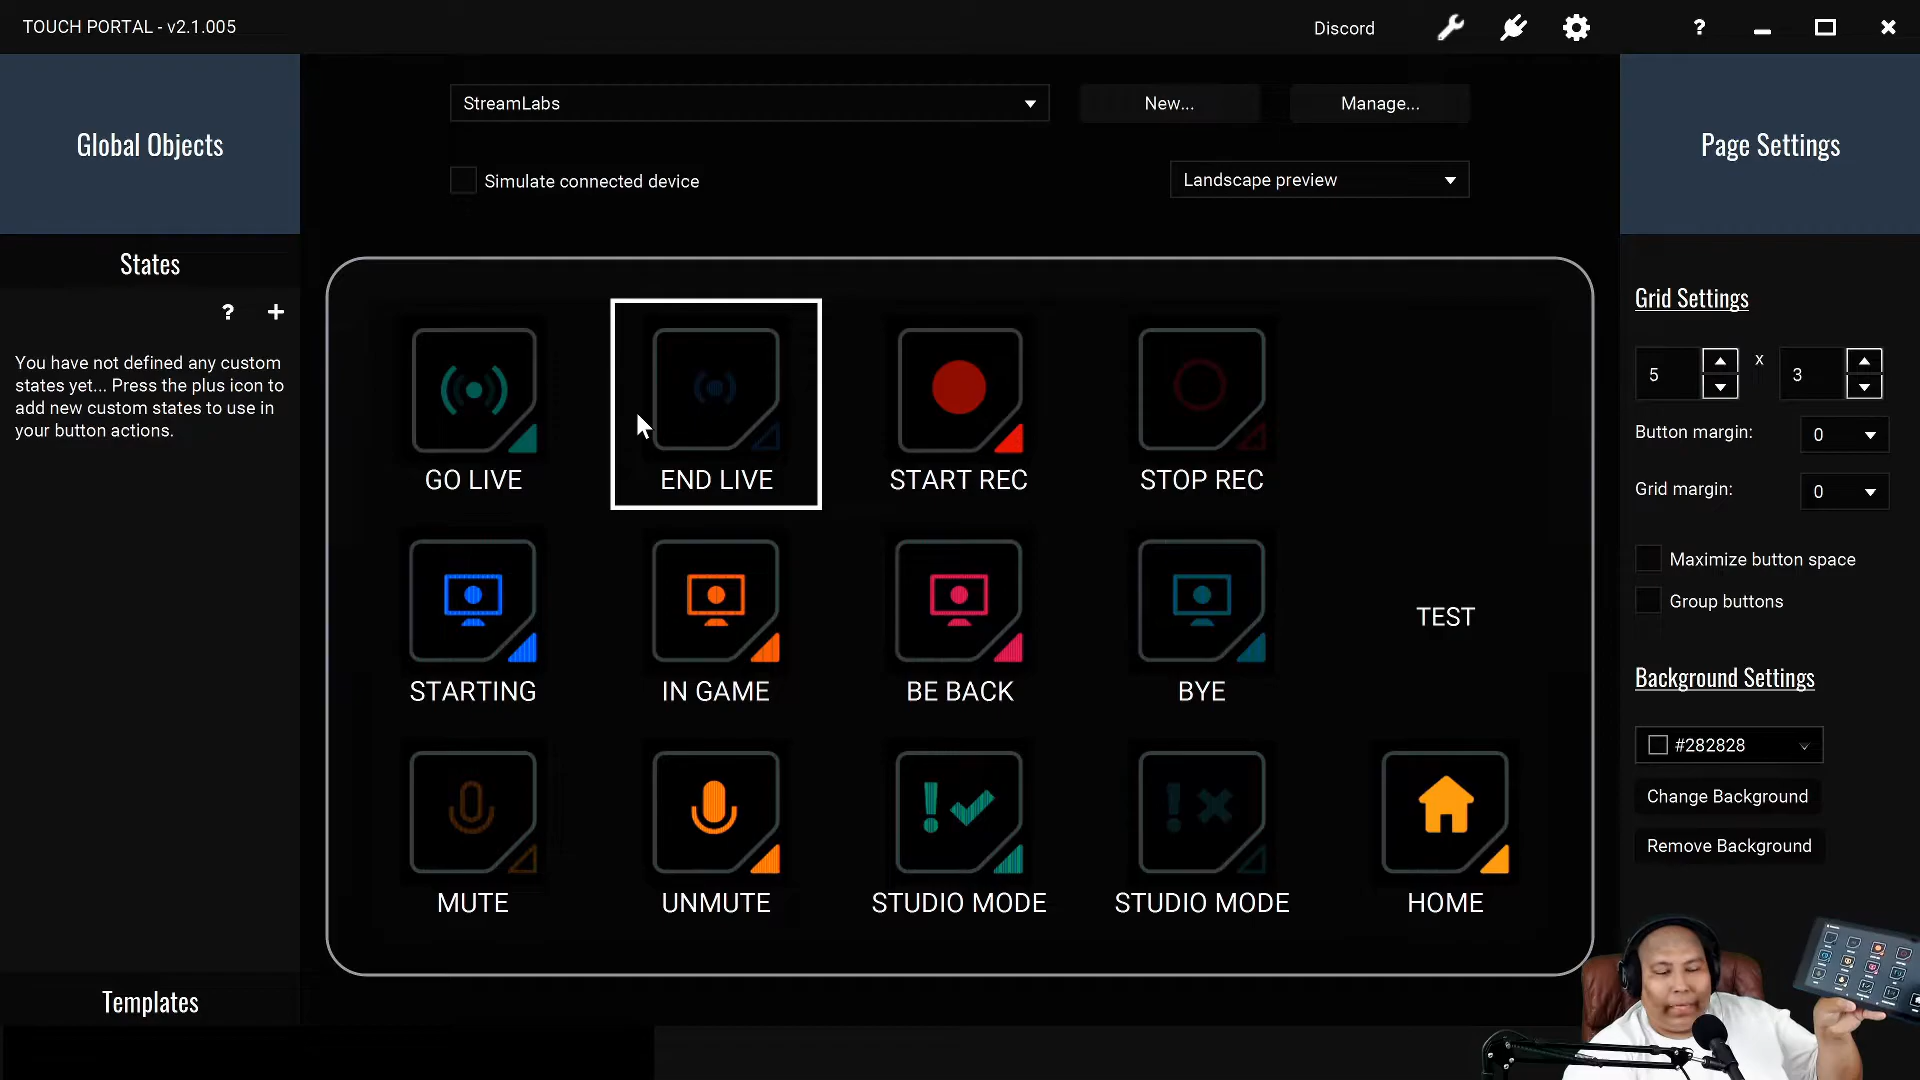 TOUCH PORTAL - v2.1.005
Discord
?
Global Objects
StreamLabs
New...
Manage...
Page Settings
Simulate connected device
Landscape preview
States
? +
You have not defined any custom
states yet... Press the plus icon to
add new custom states to use in
your button actions.
Grid Settings
5 x 3
Button margin: 0
Grid margin: 0
Maximize button space
Group buttons
Background Settings
#282828
Change Background
Remove Background
GO LIVE
END LIVE
START REC
STOP REC
STARTING
IN GAME
BE BACK
BYE
TEST
MUTE
UNMUTE
STUDIO MODE
STUDIO MODE
HOME
Templates